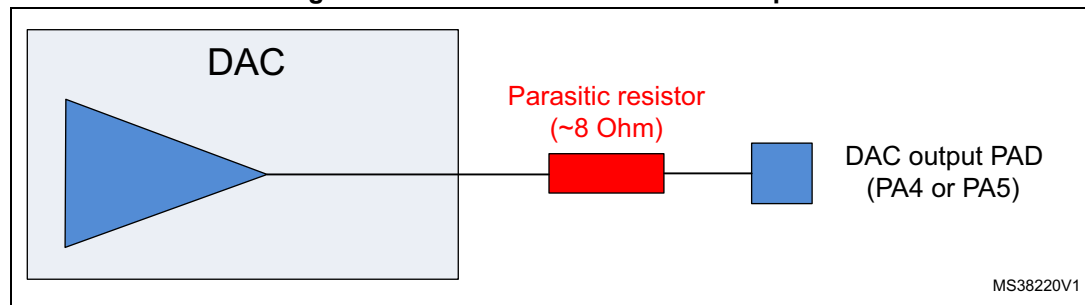 DAC
Parasitic resistor
(~8 Ohm)
DAC output PAD
(PA4 or PA5)
MS38220V1